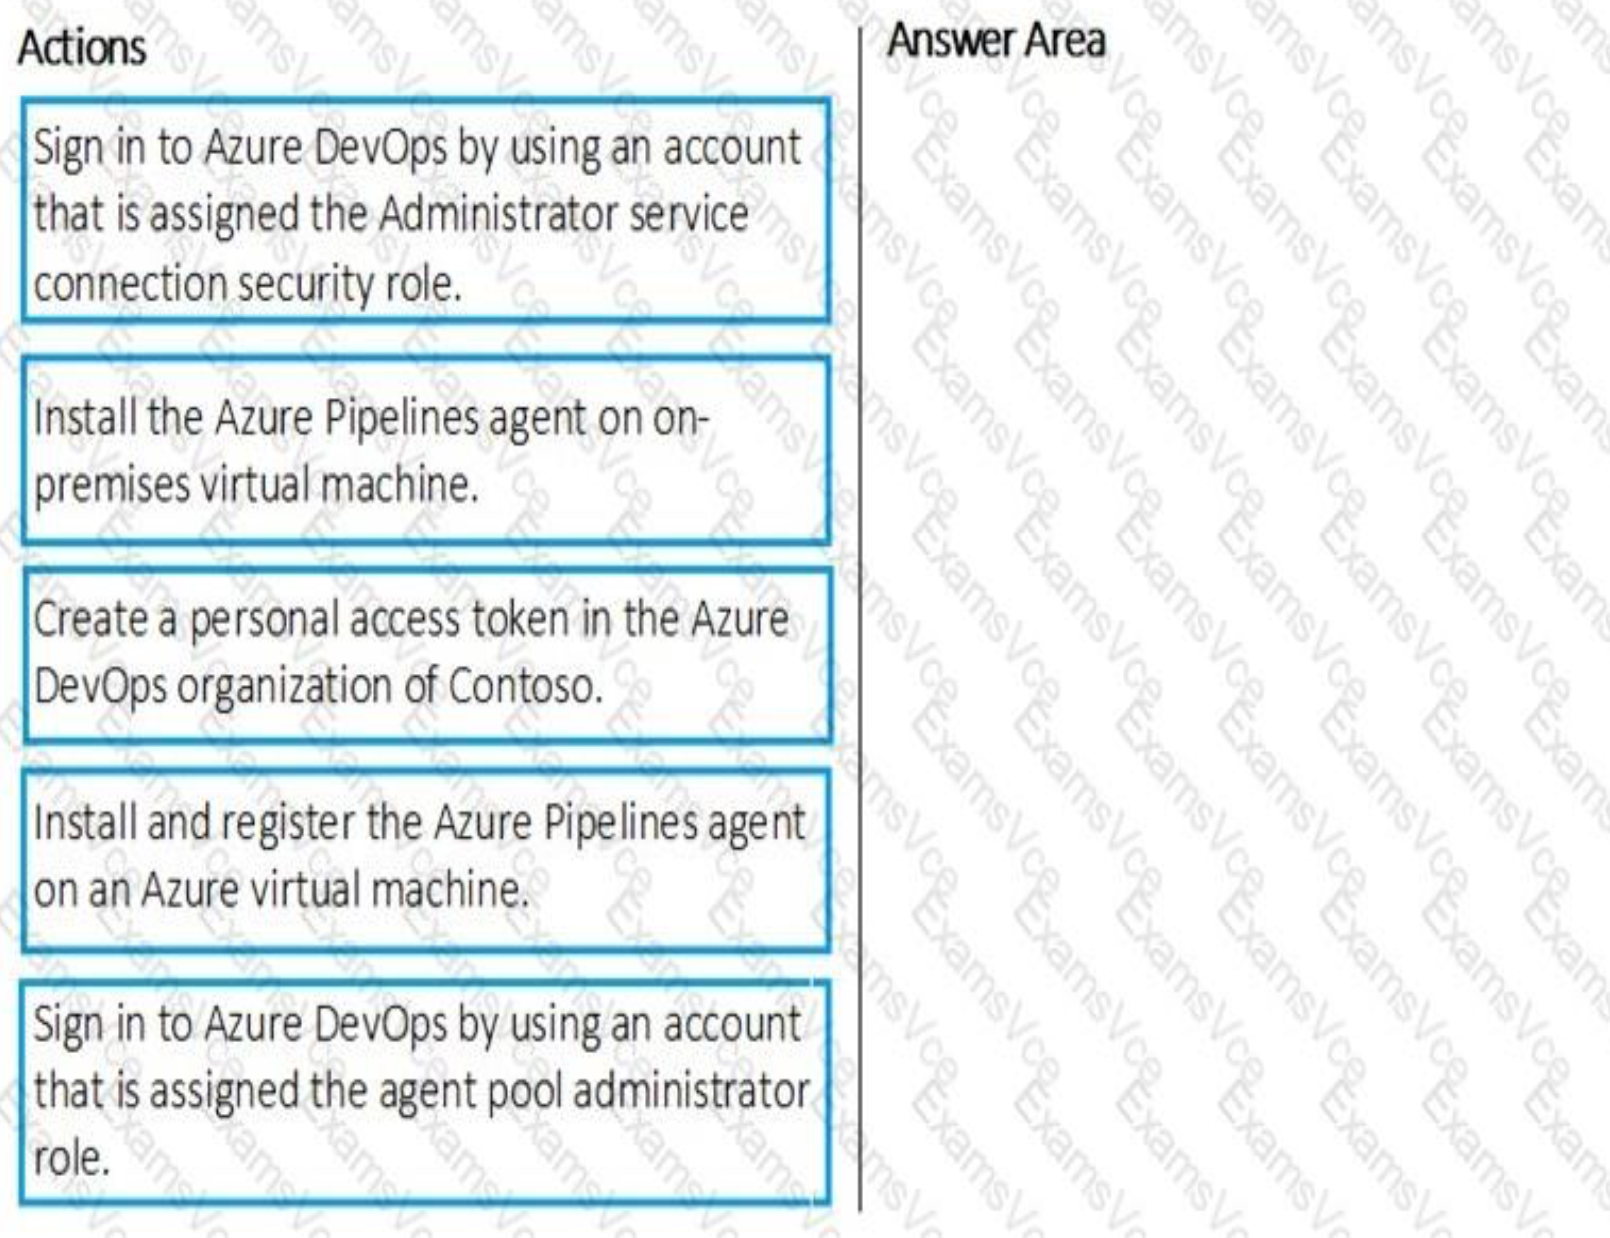 Actions
Sign in to Azure DevOps by using an account
that is assigned the Administrator service
connection security role.
Install the Azure Pipelines agent on on-
premises virtual machine.
Create a personal access token in the Azure
DevOps organization of Contoso.
Install and register the Azure Pipelines agent
on an Azure virtual machine.
Sign in to Azure DevOps by using an account
that is assigned the agent pool administrator
role.
Answer Area
ExamsVce